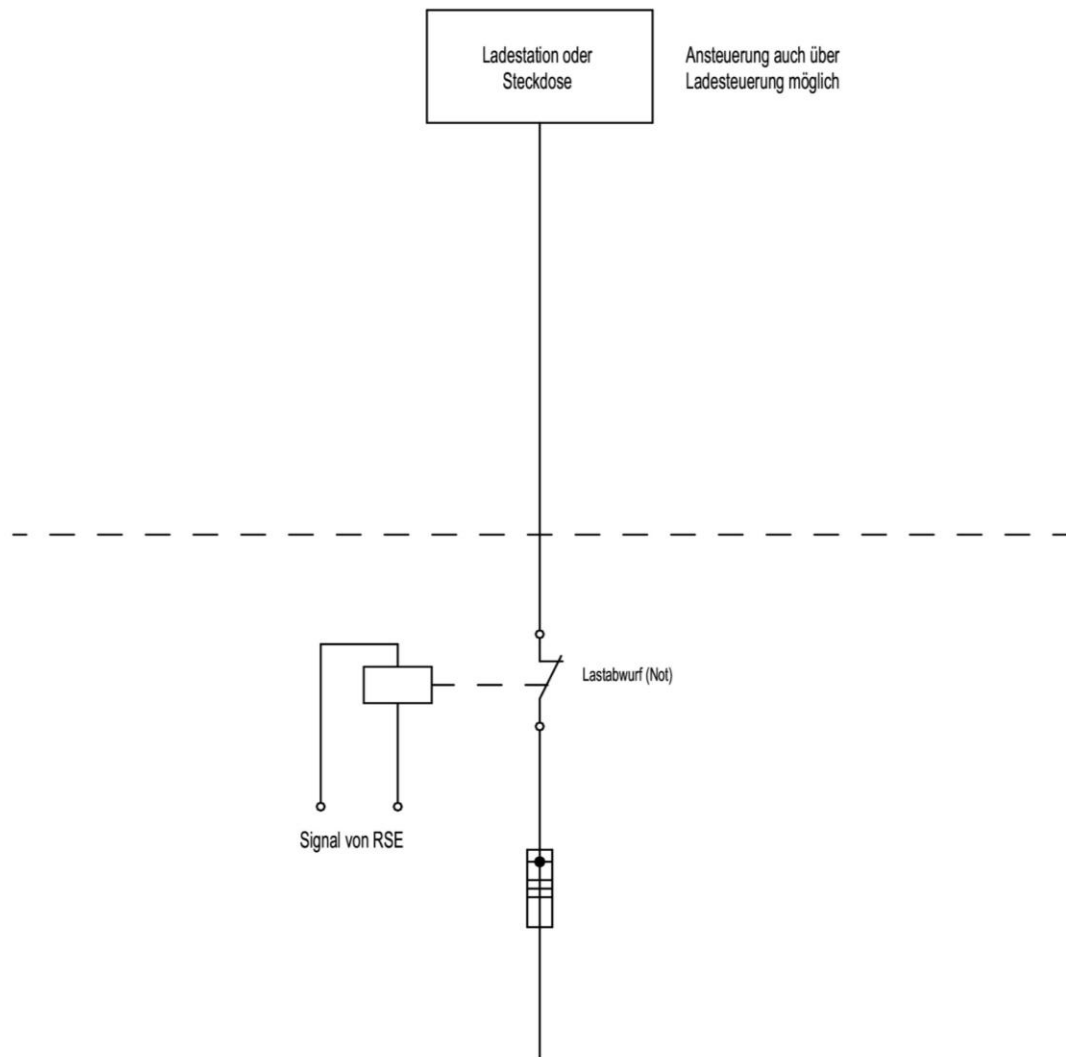 Ladestation oder
Steckdose
Ansteuerung auch über
Ladesteuerung möglich
Lastabwurf (Not)
Signal von RSE